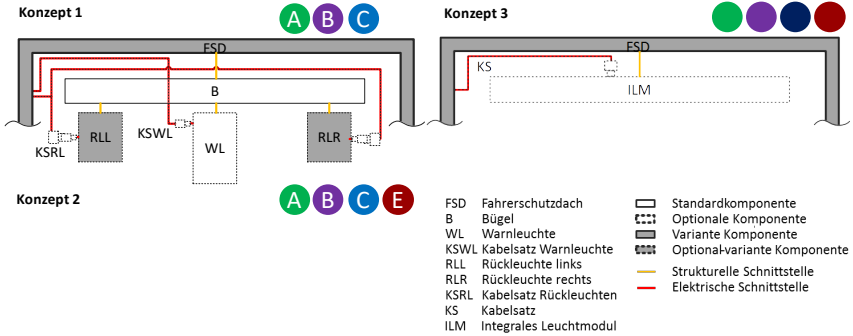 Konzept 1
A B C
FSD
B
RLL
KSWL
WL
RLR
KSRL
Konzept 2
A B C E
Konzept 3
FSD
KS
ILM
FSD Fahrerschutzdach
B Bügel
WL Warnleuchte
KSWL Kabelsatz Warnleuchte
RLL Rückleuchte links
RLR Rückleuchte rechts
KSRL Kabelsatz Rückleuchten
KS Kabelsatz
ILM Integrales Leuchtmodul
Standardkomponente
Optionale Komponente
Variante Komponente
Optional-variante Komponente
Strukturelle Schnittstelle
Elektrische Schnittstelle